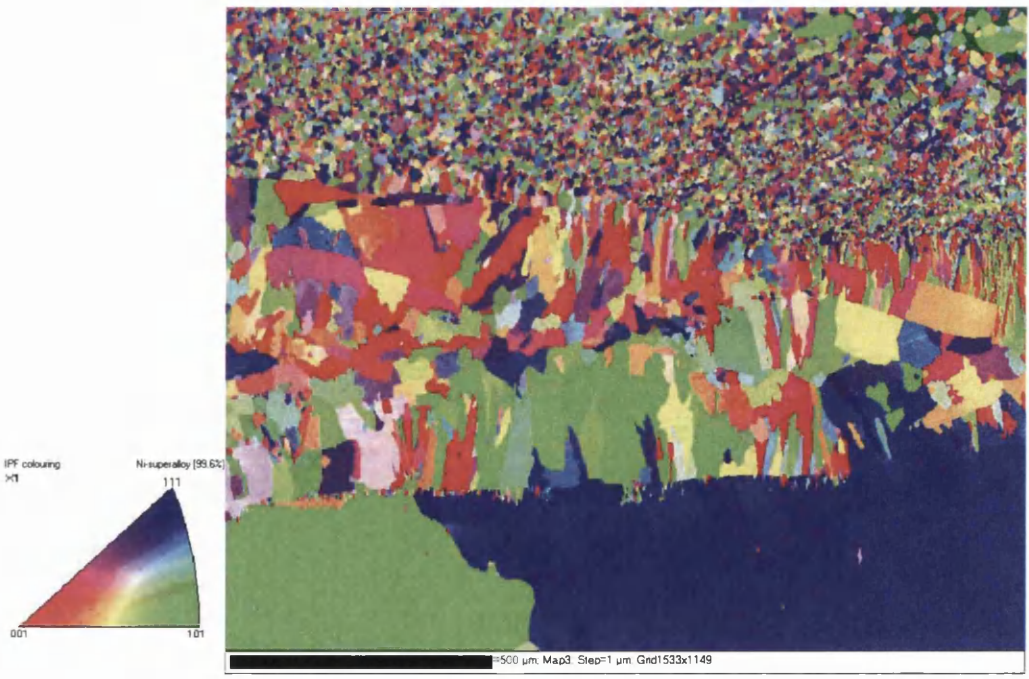 IPF colouring
Ni-superalloy [99.6%]
111
001
101
=500 µm; Map3; Step=1 µm; Grid1533x1149